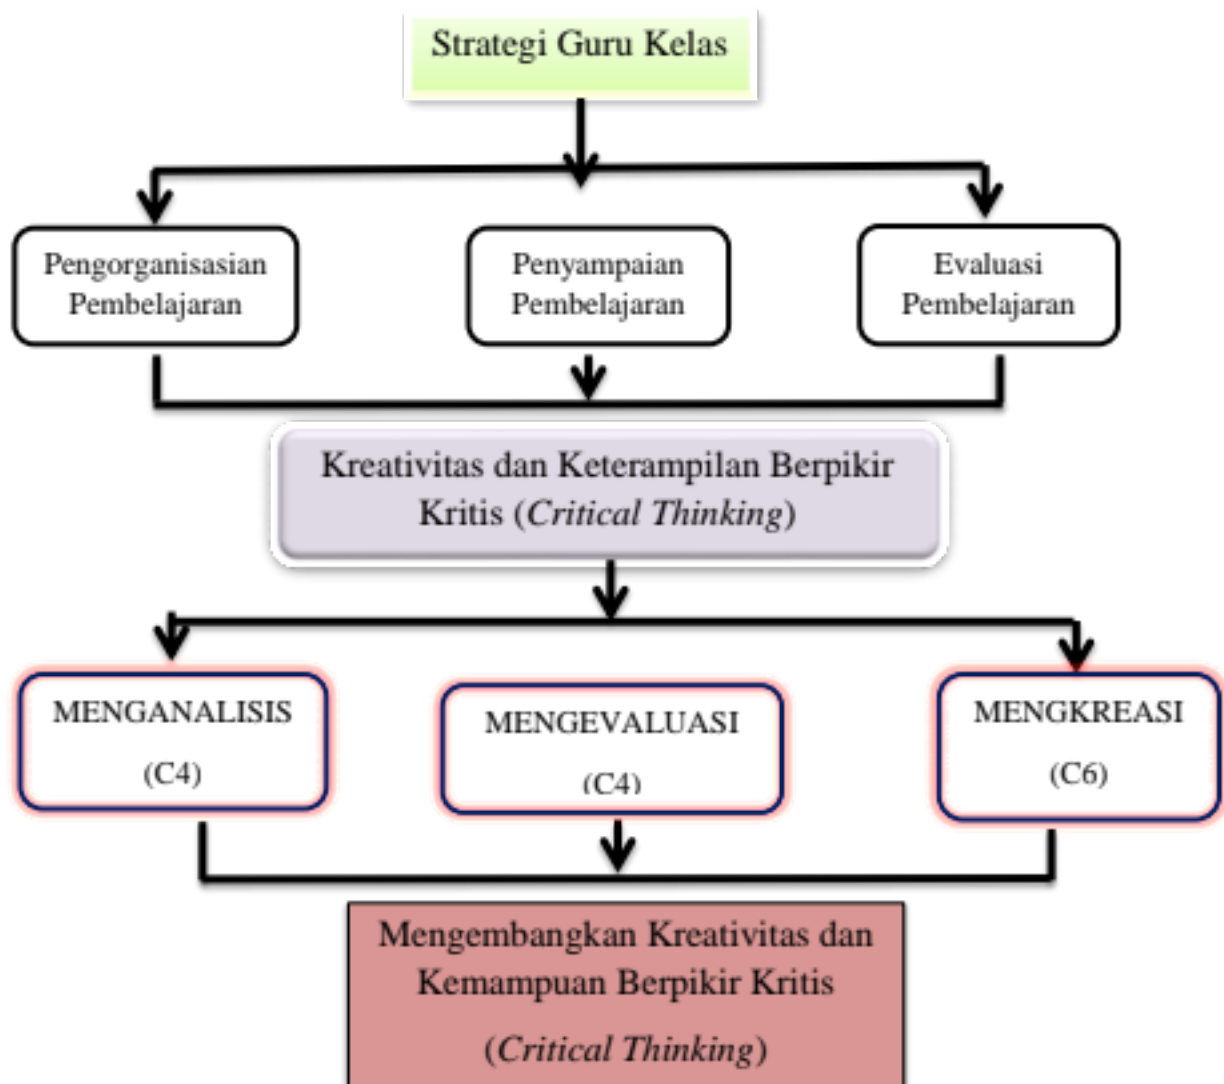 Strategi Guru Kelas
Pengorganisasian
Pembelajaran
Penyampaian
Pembelajaran
Evaluasi
Pembelajaran
Kreativitas dan Keterampilan Berpikir
Kritis (Critical Thinking)
MENGANALISIS
(C4)
MENGEVALUASI
(C4)
MENGKREASI
(C6)
Mengembangkan Kreativitas dan
Kemampuan Berpikir Kritis
(Critical Thinking)